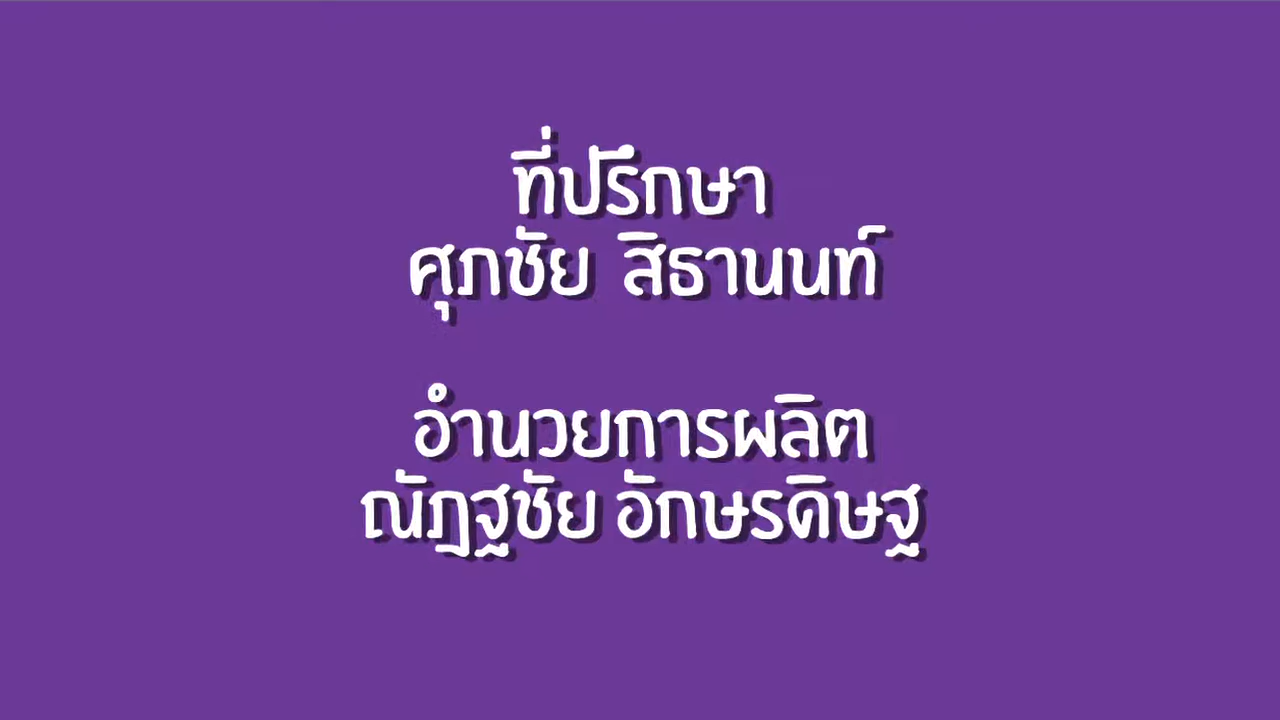 ที่ปรึกษา
ศุภชัย สิธานนท์
อำนวยการผลิต
ณัฎฐชัย อักษรดิษฐ